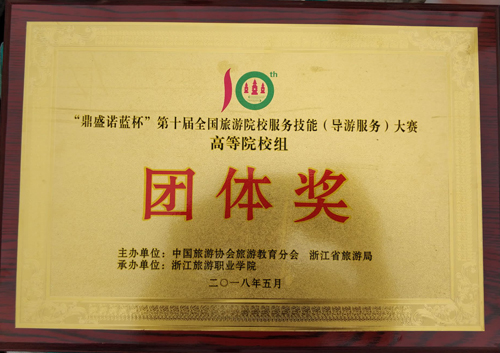 10th
“鼎盛诺蓝杯”第十届全国旅游院校服务技能（导游服务）大赛
高等院校组
团体奖
主办单位：中国旅游协会旅游教育分会 浙江省旅游局
承办单位：浙江旅游职业学院
二〇一八年五月